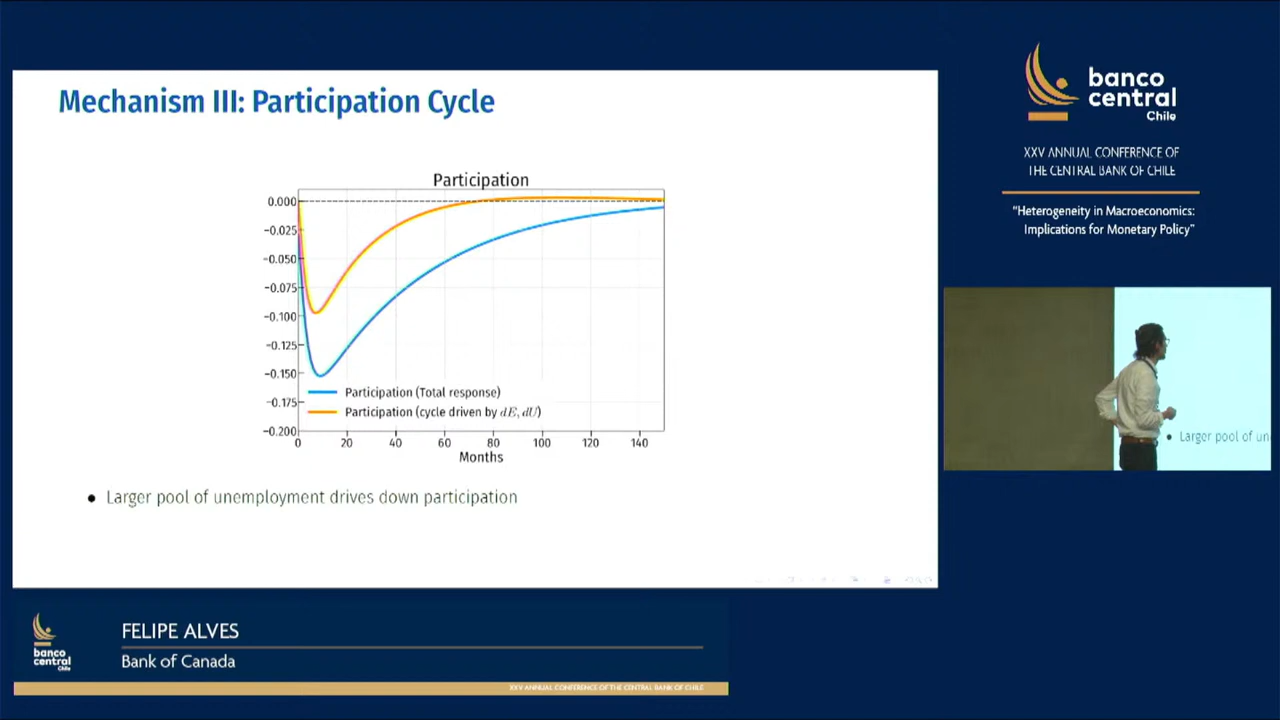 Mechanism III: Participation Cycle
Participation
0.000
−0.025
−0.050
−0.075
−0.100
−0.125
−0.150
−0.175
−0.200
Participation (Total response)
Participation (cycle driven by dE, dU)
0 20 40 60 80 100 120 140
Months
• Larger pool of unemployment drives down participation
banco
central
Chile
XXV ANNUAL CONFERENCE OF
THE CENTRAL BANK OF CHILE
“Heterogeneity in Macroeconomics:
Implications for Monetary Policy”
• Larger pool of un
banco
central
Chile
FELIPE ALVES
Bank of Canada
XXV ANNUAL CONFERENCE OF THE CENTRAL BANK OF CHILE